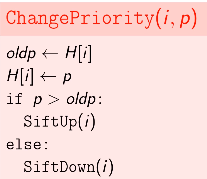 ChangePriority(i, p)
oldp ← H[i]
H[i] ← p
if p > oldp:
SiftUp(i)
else:
SiftDown(i)